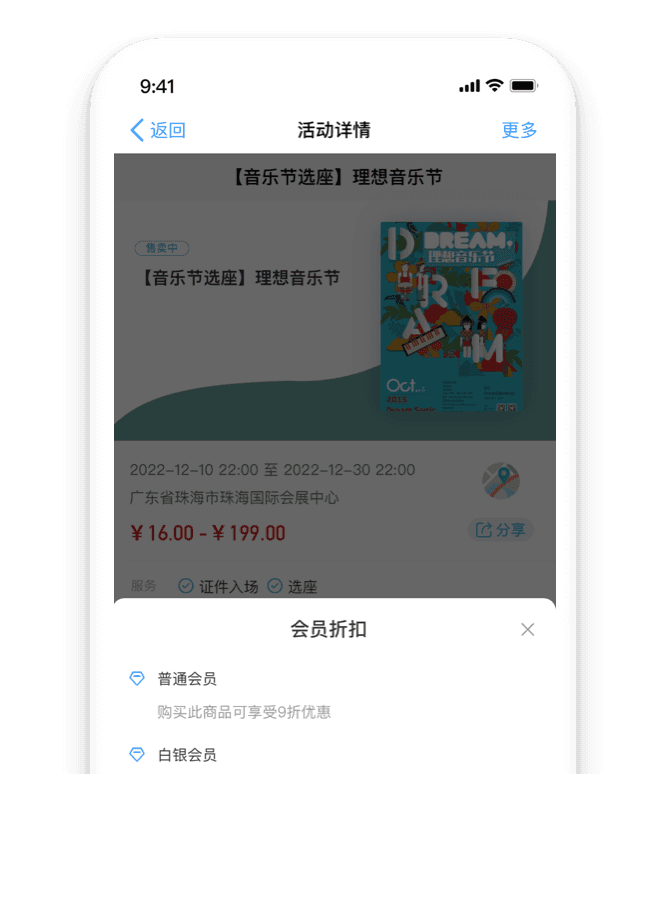 9:41
返回
活动详情
更多
【音乐节选座】理想音乐节
售卖中
【音乐节选座】理想音乐节
DREAM
理想音乐节
D
R E
A M
Oct.
2015
2022-12-10 22:00 至 2022-12-30 22:00
广东省珠海市珠海国际会展中心
¥ 16.00 - ¥ 199.00
分享
服务 证件入场 选座
会员折扣
普通会员
购买此商品可享受9折优惠
白银会员